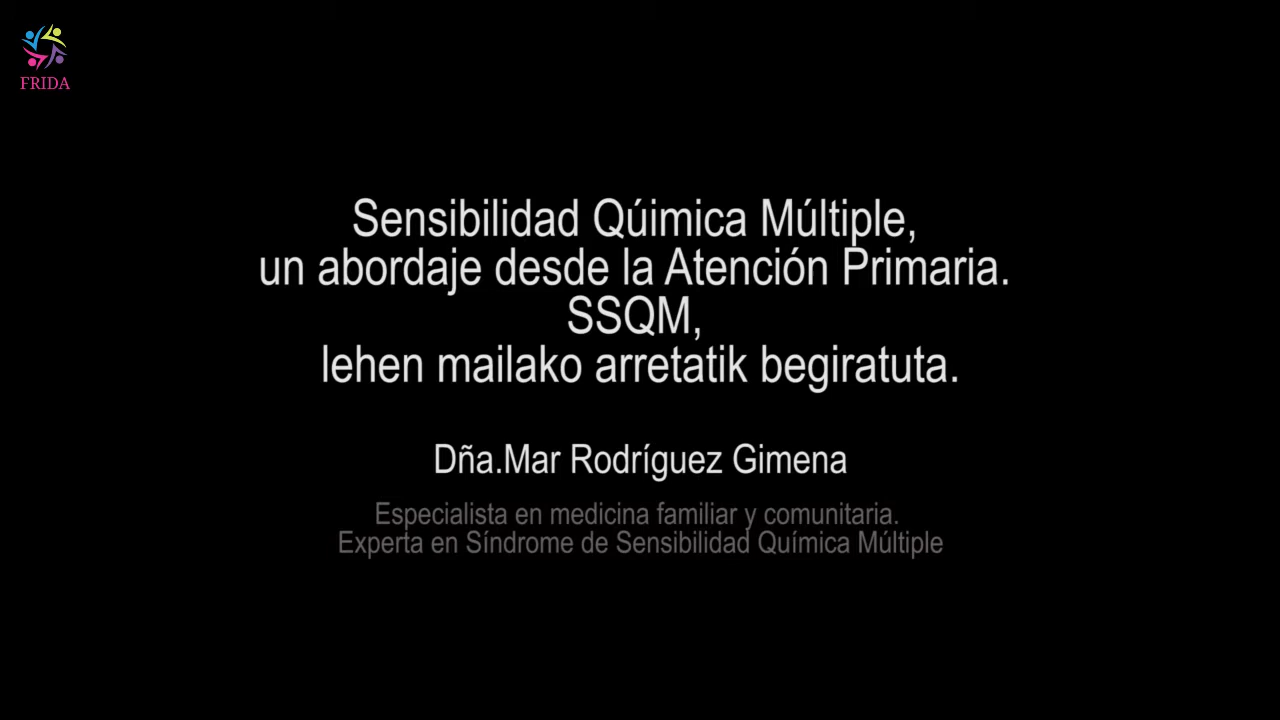 FRIDA
Sensibilidad Qúimica Múltiple,
un abordaje desde la Atención Primaria.
SSQM,
lehen mailako arretatik begiratuta.
Dña.Mar Rodríguez Gimena
Especialista en medicina familiar y comunitaria.
Experta en Síndrome de Sensibilidad Química Múltiple